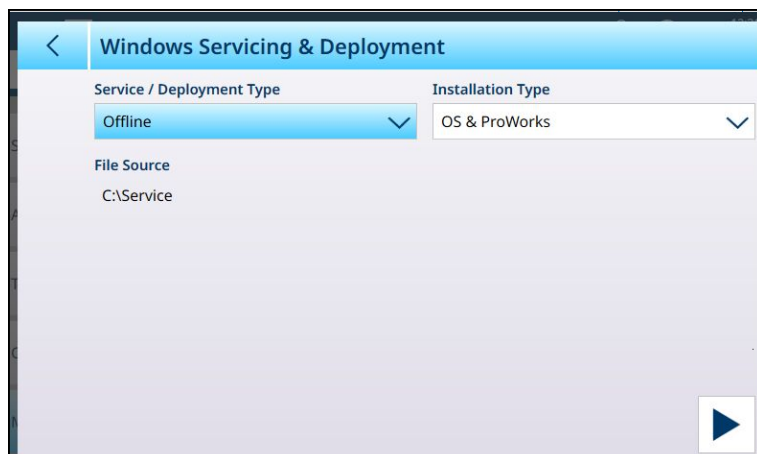 Windows Servicing & Deployment
Service / Deployment Type
Installation Type
Offline
OS & ProWorks
File Source
C:\Service